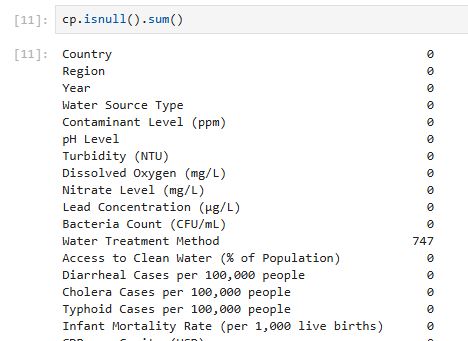 [11]: cp.isnull().sum()
[11]: Country 0
Region 0
Year 0
Water Source Type 0
Contaminant Level (ppm) 0
pH Level 0
Turbidity (NTU) 0
Dissolved Oxygen (mg/L) 0
Nitrate Level (mg/L) 0
Lead Concentration (µg/L) 0
Bacteria Count (CFU/mL) 0
Water Treatment Method 747
Access to Clean Water (% of Population) 0
Diarrheal Cases per 100,000 people 0
Cholera Cases per 100,000 people 0
Typhoid Cases per 100,000 people 0
Infant Mortality Rate (per 1,000 live births) 0